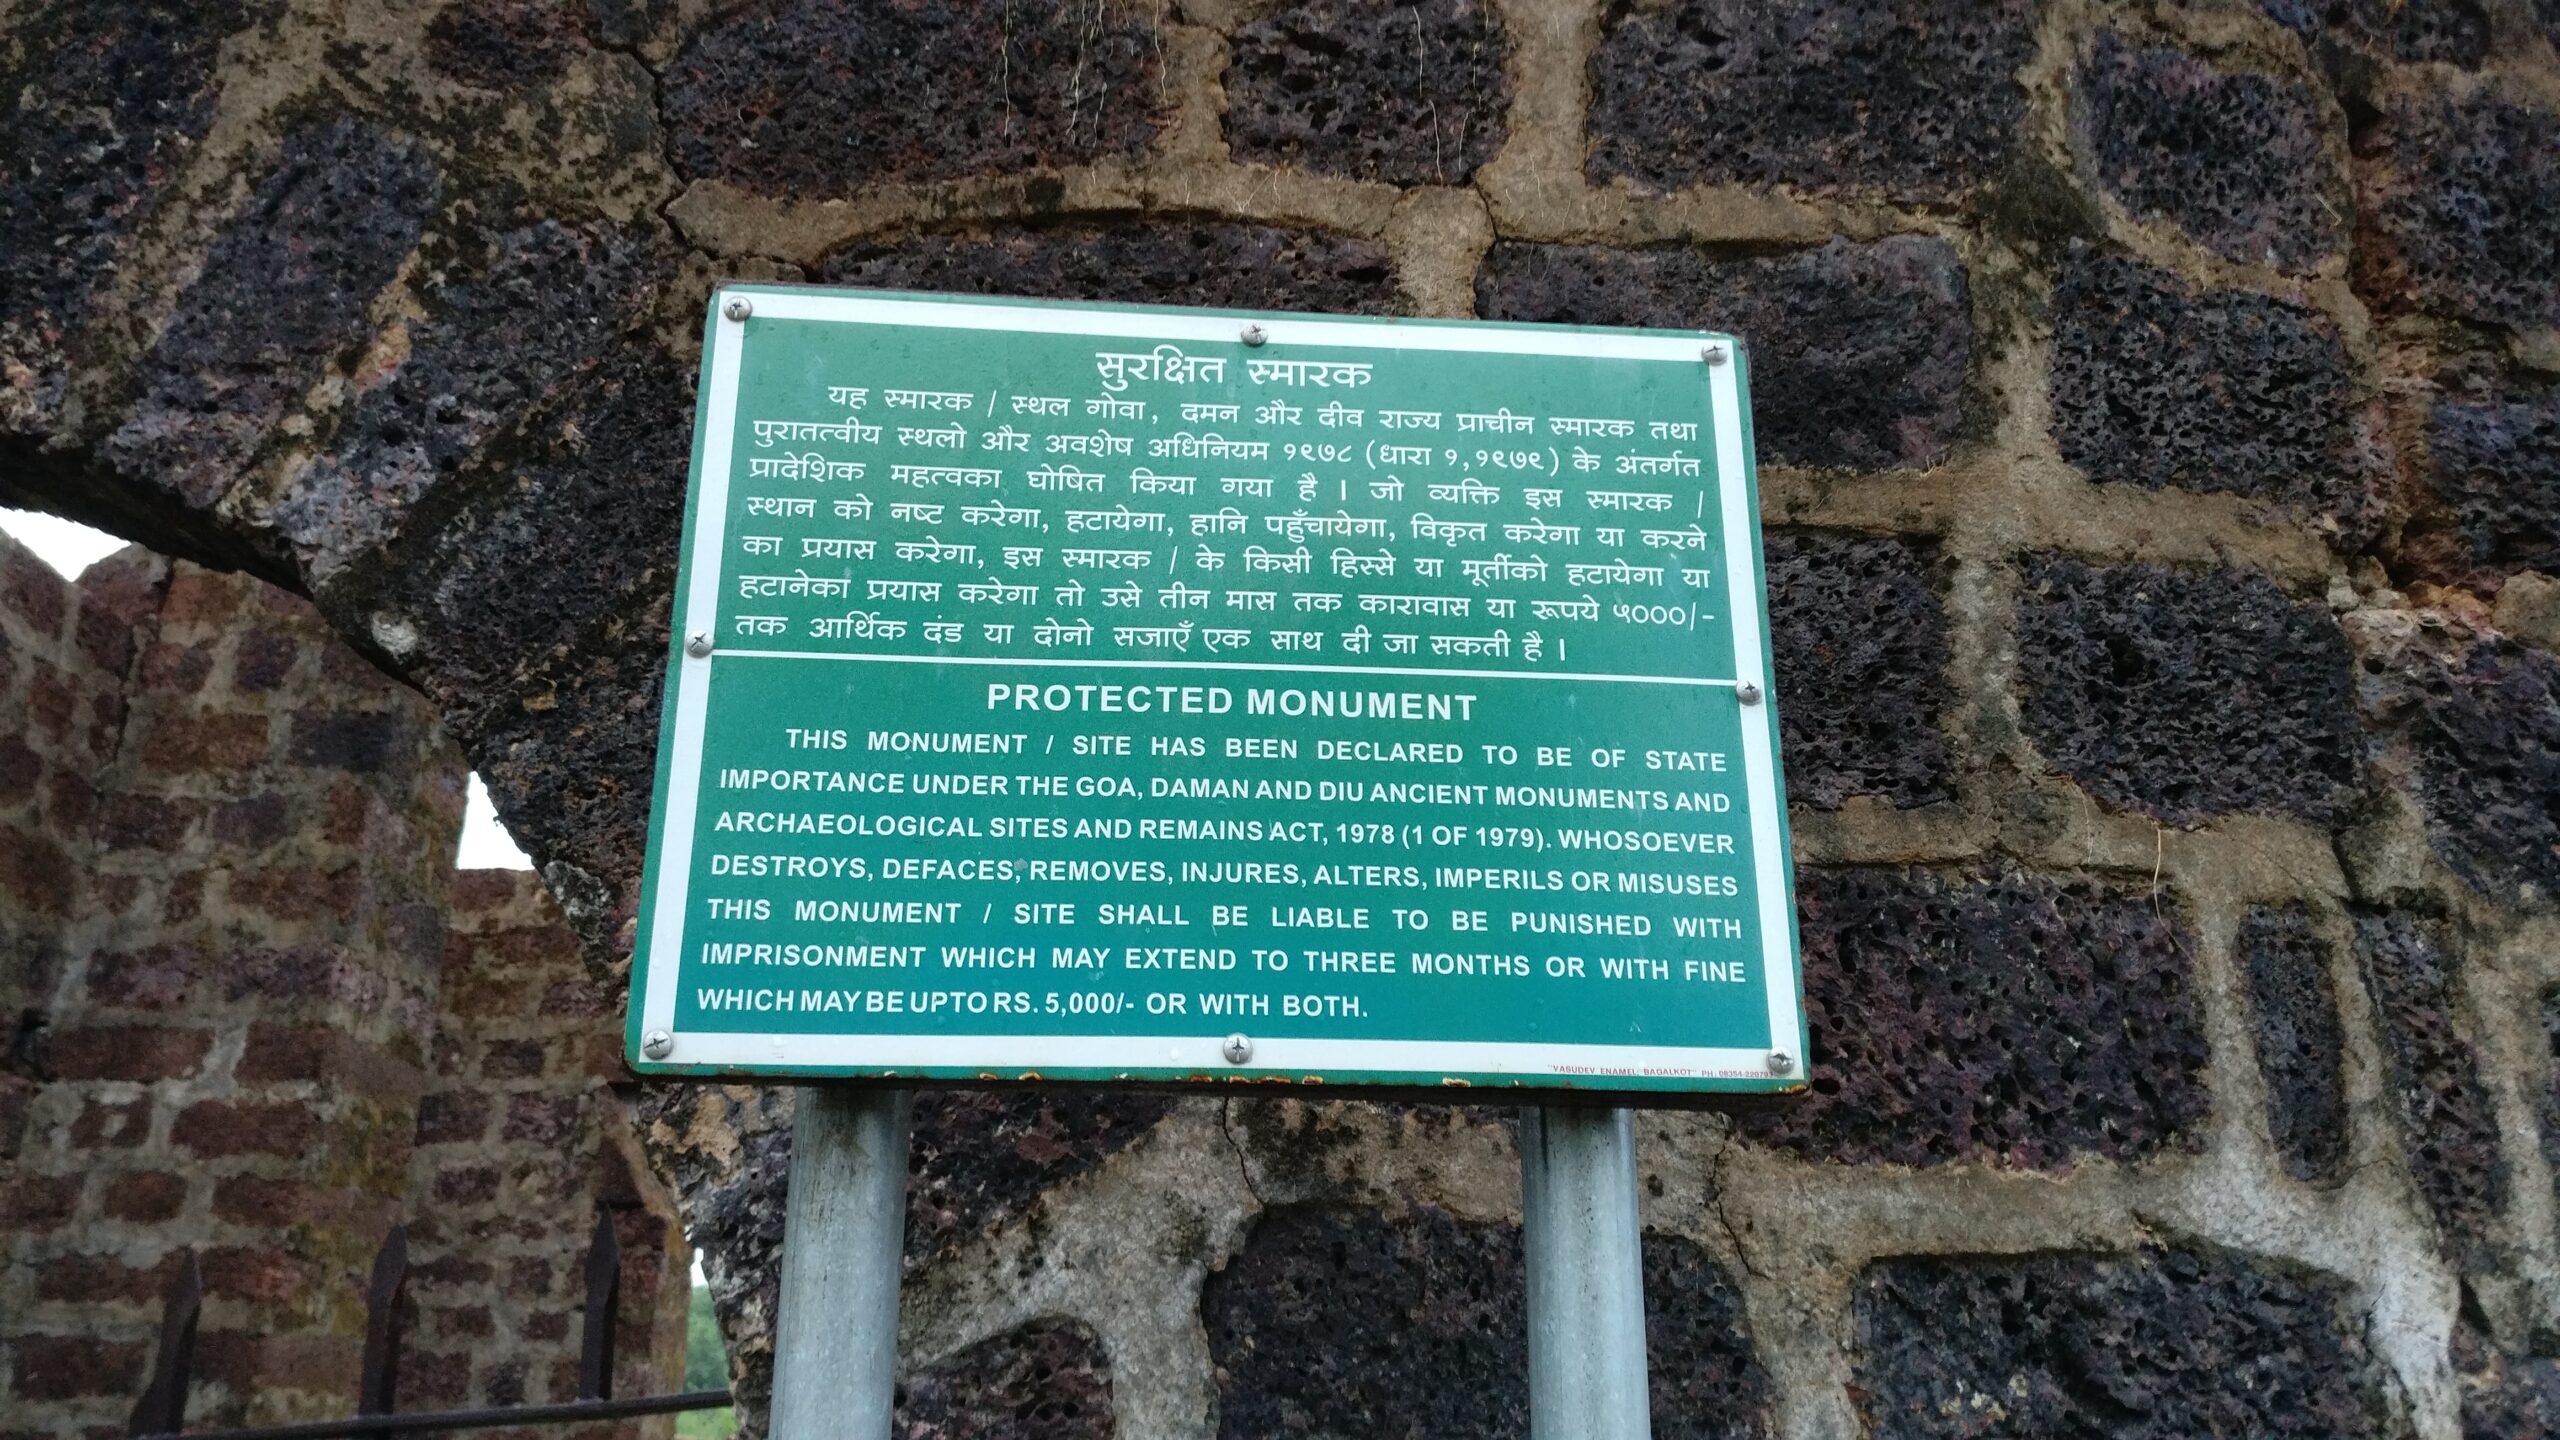 सुरक्षित स्मारक
यह स्मारक / स्थल गोवा, दमन और दीव राज्य प्राचीन स्मारक तथा
पुरातत्वीय स्थलो और अवशेष अधिनियम १९७८ (धारा १,१९७९) के अंतर्गत
प्रादेशिक महत्वका घोषित किया गया है । जो व्यक्ति इस स्मारक /
स्थान को नष्ट करेगा, हटायेगा, हानि पहुँचायेगा, विकृत करेगा या करने
का प्रयास करेगा, इस स्मारक / के किसी हिस्से या मूर्तीको हटायेगा या
हटानेका प्रयास करेगा तो उसे तीन मास तक कारावास या रूपये ५०००/-
तक आर्थिक दंड या दोनो सजाएँ एक साथ दी जा सकती है ।
PROTECTED MONUMENT
THIS MONUMENT / SITE HAS BEEN DECLARED TO BE OF STATE
IMPORTANCE UNDER THE GOA, DAMAN AND DIU ANCIENT MONUMENTS AND
ARCHAEOLOGICAL SITES AND REMAINS ACT, 1978 (1 OF 1979). WHOSOEVER
DESTROYS, DEFACES, REMOVES, INJURES, ALTERS, IMPERILS OR MISUSES
THIS MONUMENT / SITE SHALL BE LIABLE TO BE PUNISHED WITH
IMPRISONMENT WHICH MAY EXTEND TO THREE MONTHS OR WITH FINE
WHICH MAY BE UPTO RS. 5,000/- OR WITH BOTH.
"VASUDEV ENAMEL, BAGALKOT" PH.: